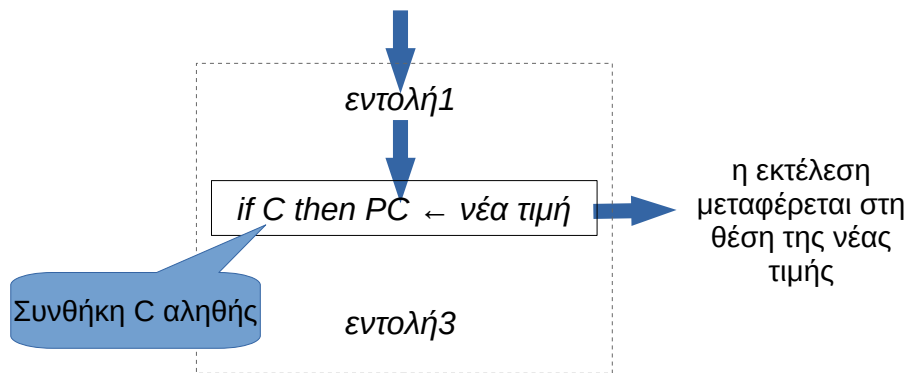 εντολή1
if C then PC ← νέα τιμή
η εκτέλεση
μεταφέρεται στη
θέση της νέας
τιμής
Συνθήκη C αληθής
εντολή3